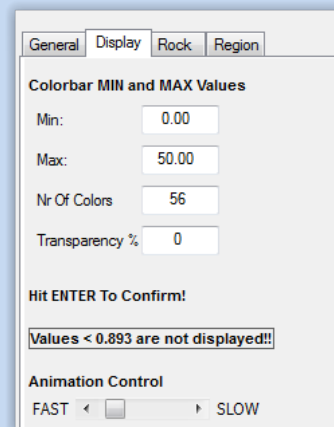 General Display Rock Region
Colorbar MIN and MAX Values
Min: 0.00
Max: 50.00
Nr Of Colors 56
Transparency % 0
Hit ENTER To Confirm!
Values < 0.893 are not displayed!!
Animation Control
FAST SLOW